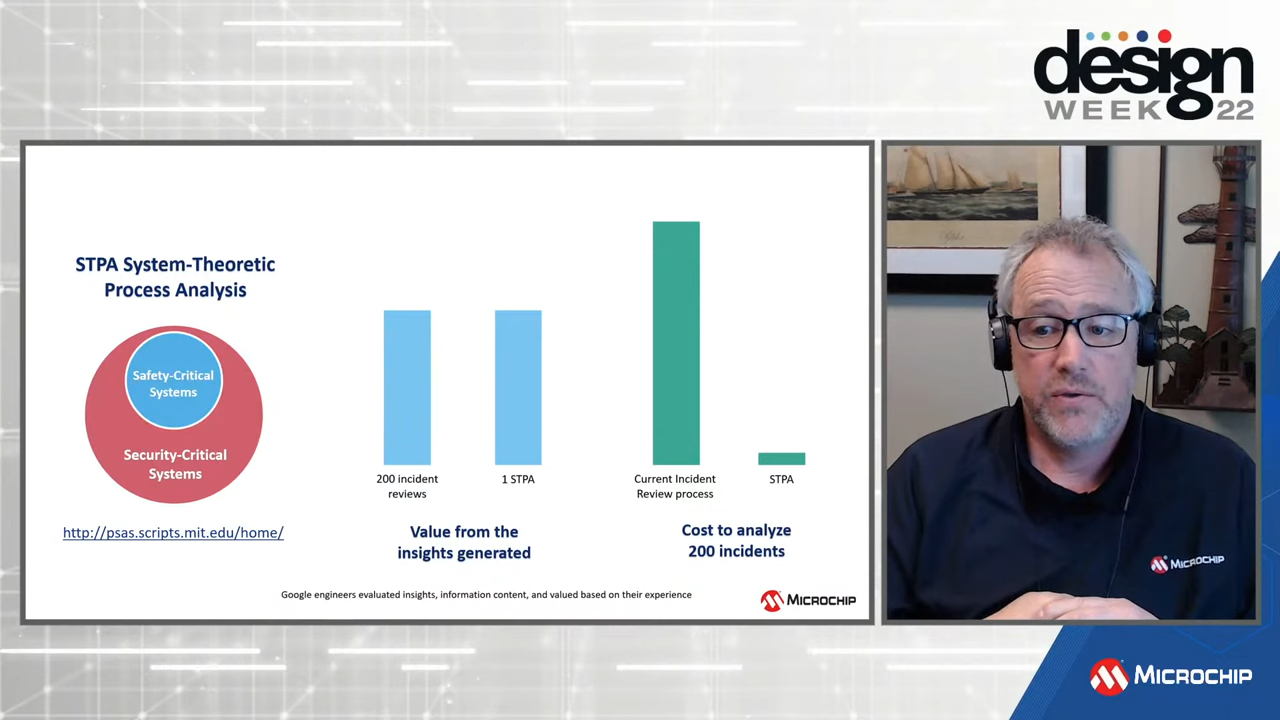 design
WEEK 22
STPA System-Theoretic
Process Analysis
Safety-Critical
Systems
Security-Critical
Systems
http://psas.scripts.mit.edu/home/
200 incident
reviews
1 STPA
Value from the
insights generated
Current Incident
Review process
STPA
Cost to analyze
200 incidents
Google engineers evaluated insights, information content, and valued based on their experience
MICROCHIP
MICROCHIP
MICROCHIP